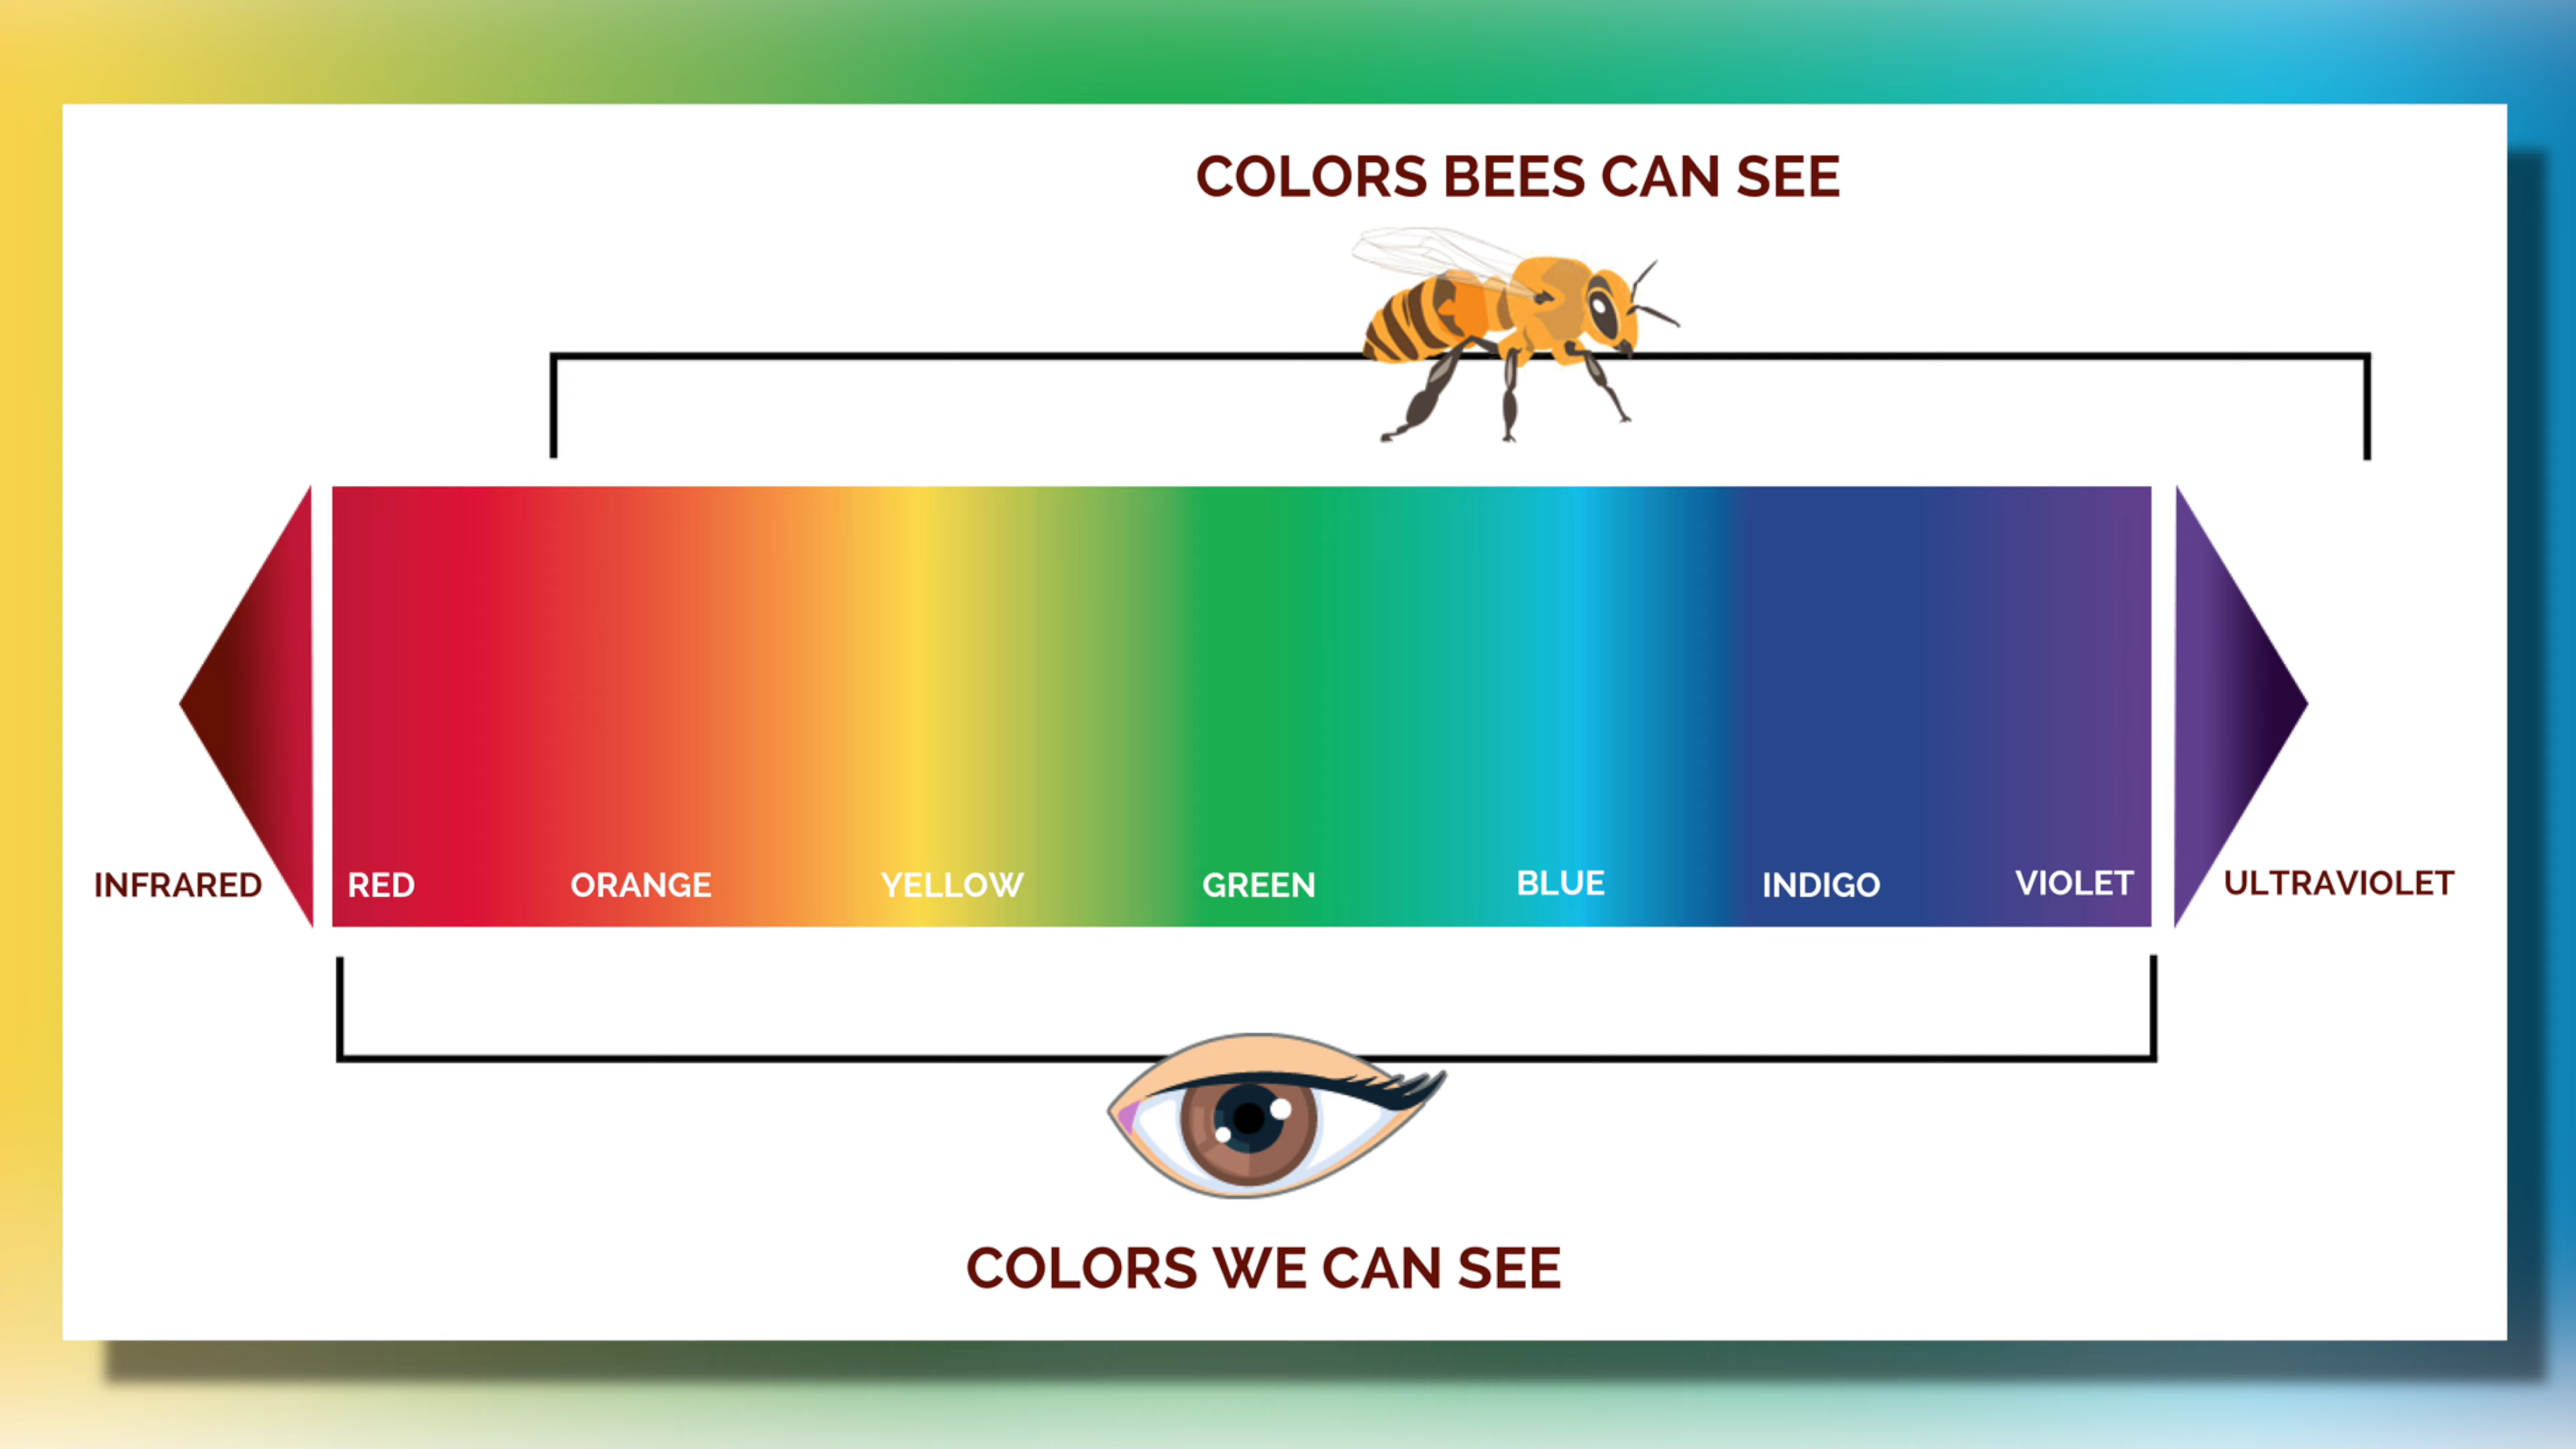 COLORS BEES CAN SEE
INFRARED
RED
ORANGE
YELLOW
GREEN
BLUE
INDIGO
VIOLET
ULTRAVIOLET
COLORS WE CAN SEE